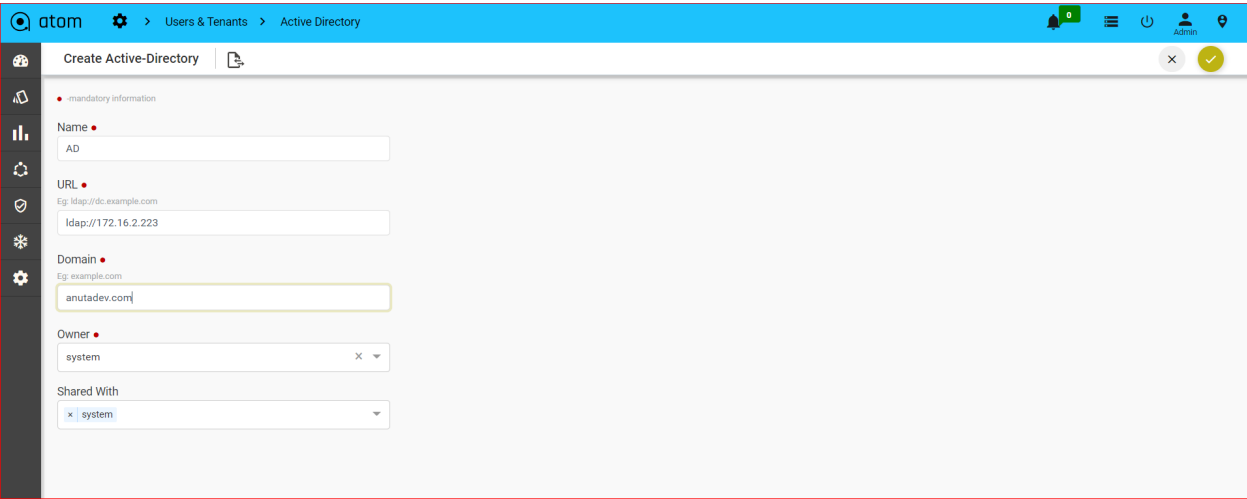 atom > Users & Tenants > Active Directory 0 Admin
Create Active-Directory
-mandatory information
Name
AD
URL
Eg: ldap://dc.example.com
ldap://172.16.2.223
Domain
Eg: example.com
anutadev.com
Owner
system
Shared With
× system